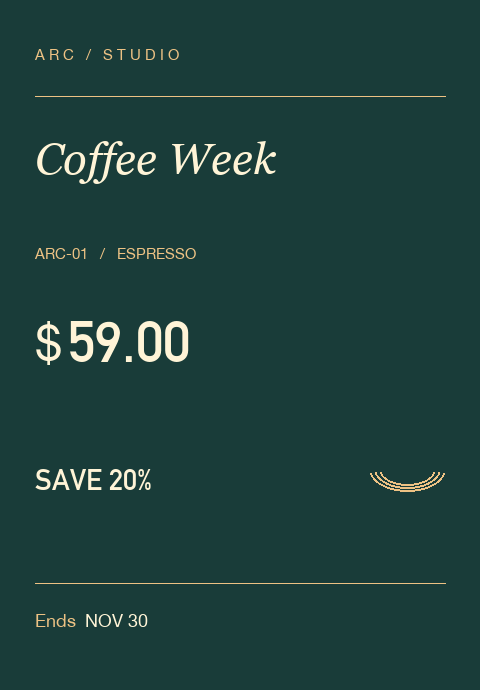 ARC / STUDIO
Coffee Week
ARC-01 / ESPRESSO
$59.00
SAVE 20%
Ends NOV 30